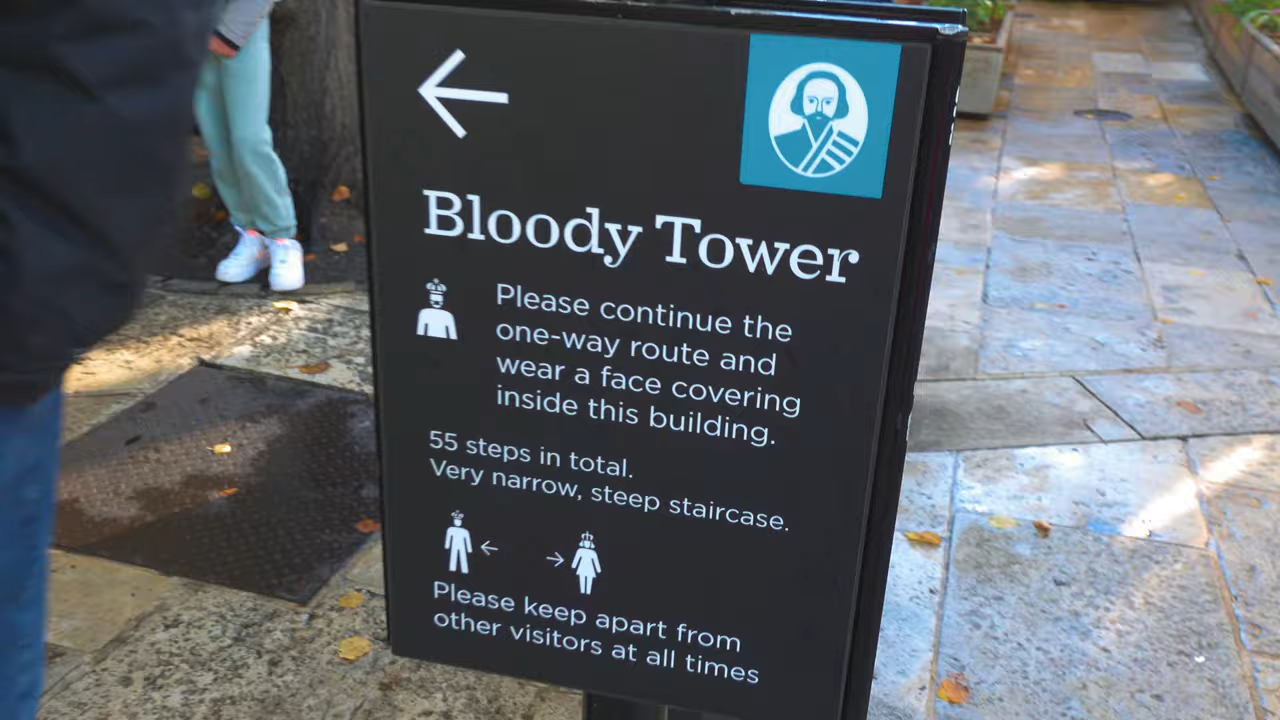 Bloody Tower
Please continue the
one-way route and
wear a face covering
inside this building.
55 steps in total.
Very narrow, steep staircase.
Please keep apart from
other visitors at all times